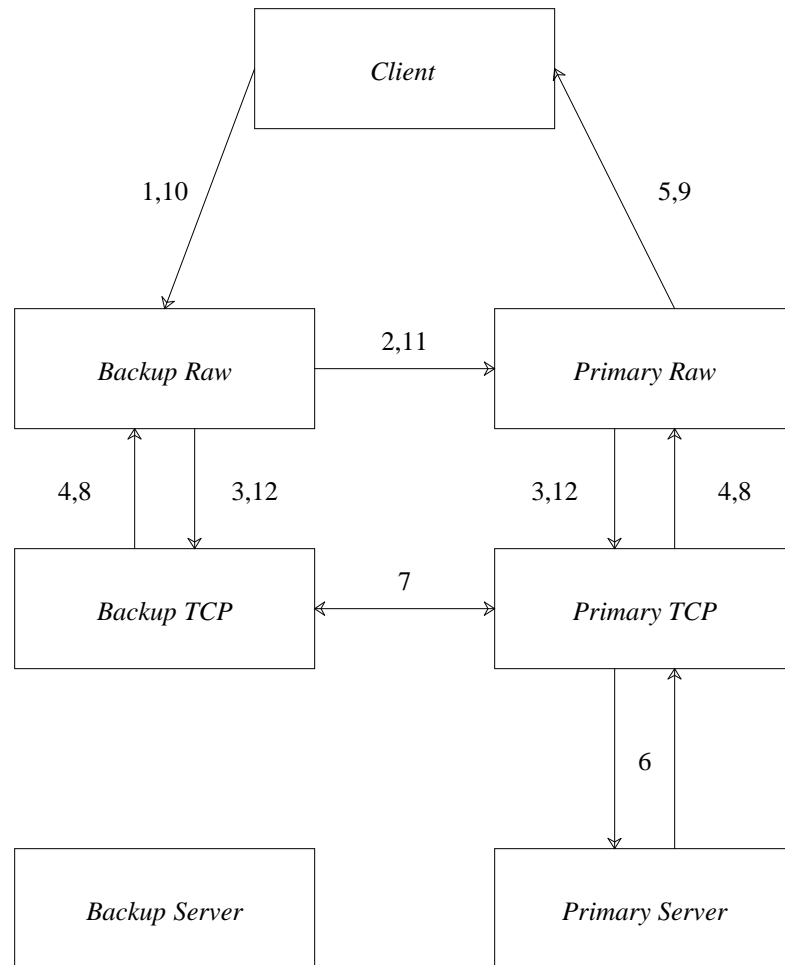 Client
1,10
5,9
Backup Raw
2,11
Primary Raw
4,8
3,12
3,12
4,8
Backup TCP
7
Primary TCP
6
Backup Server
Primary Server